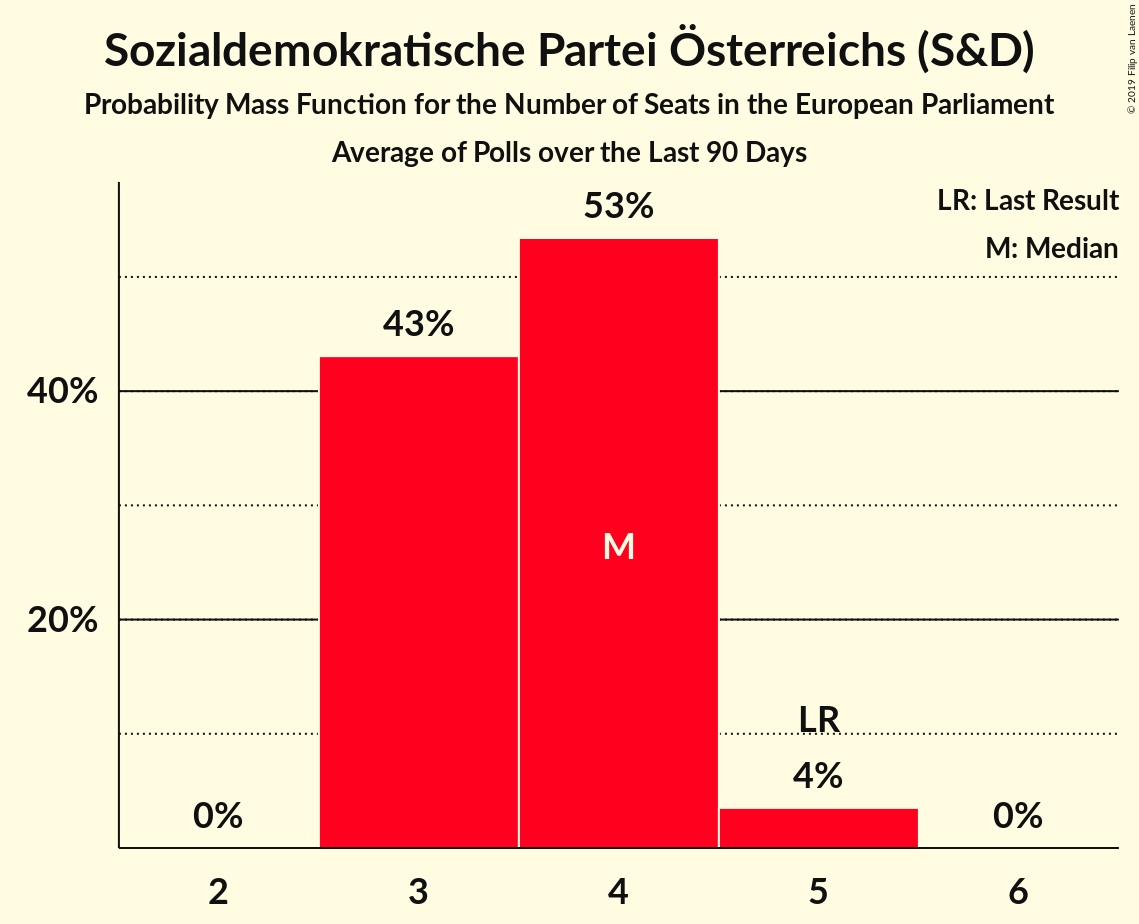 Sozialdemokratische Partei Österreichs (S&D)
Probability Mass Function for the Number of Seats in the European Parliament
Average of Polls over the Last 90 Days
© 2019 Filip van Laenen
LR: Last Result
M: Median
53%
43%
40%
M
20%
LR
4%
0%
0%
2 3 4 5 6